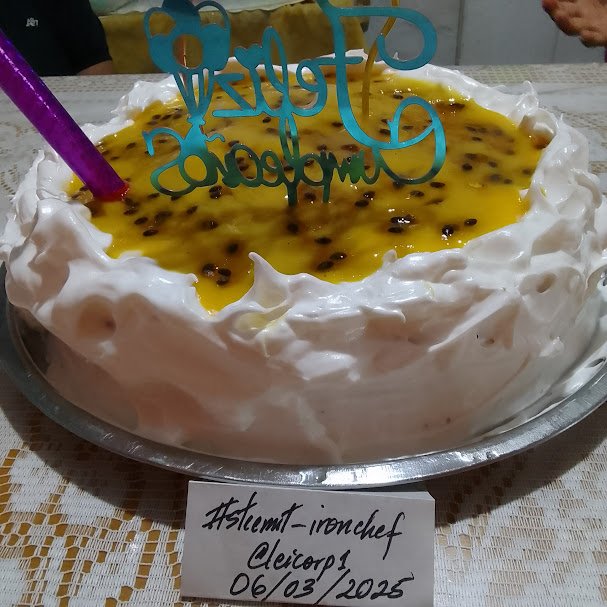 Feliz
Cumpleaños
#steemit-ironchef
@leicorp1
06/03/2025